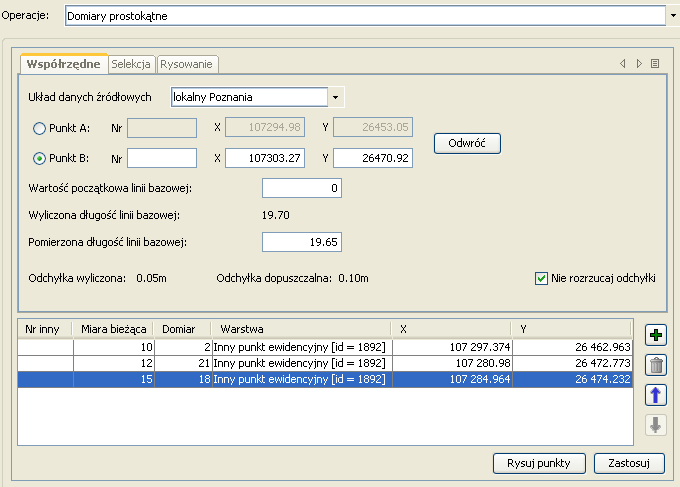 Operacje: Domiary prostokątne
Współrzędne Selekcja Rysowanie
Układ danych źródłowych lokalny Poznania
Punkt A: Nr X 107294.98 Y 26453.05
Odwróć
Punkt B: Nr X 107303.27 Y 26470.92
Wartość początkowa linii bazowej: 0
Wyliczona długość linii bazowej: 19.70
Pomierzona długość linii bazowej: 19.65
Odchyłka wyliczona: 0.05m Odchyłka dopuszczalna: 0.10m Nie rozrzucaj odchyłki
Nr inny Miara bieżąca Domiar Warstwa X Y
10 2 Inny punkt ewidencyjny [id = 1892] 107 297.374 26 462.963
12 21 Inny punkt ewidencyjny [id = 1892] 107 280.98 26 472.773
15 18 Inny punkt ewidencyjny [id = 1892] 107 284.964 26 474.232
Rysuj punkty Zastosuj